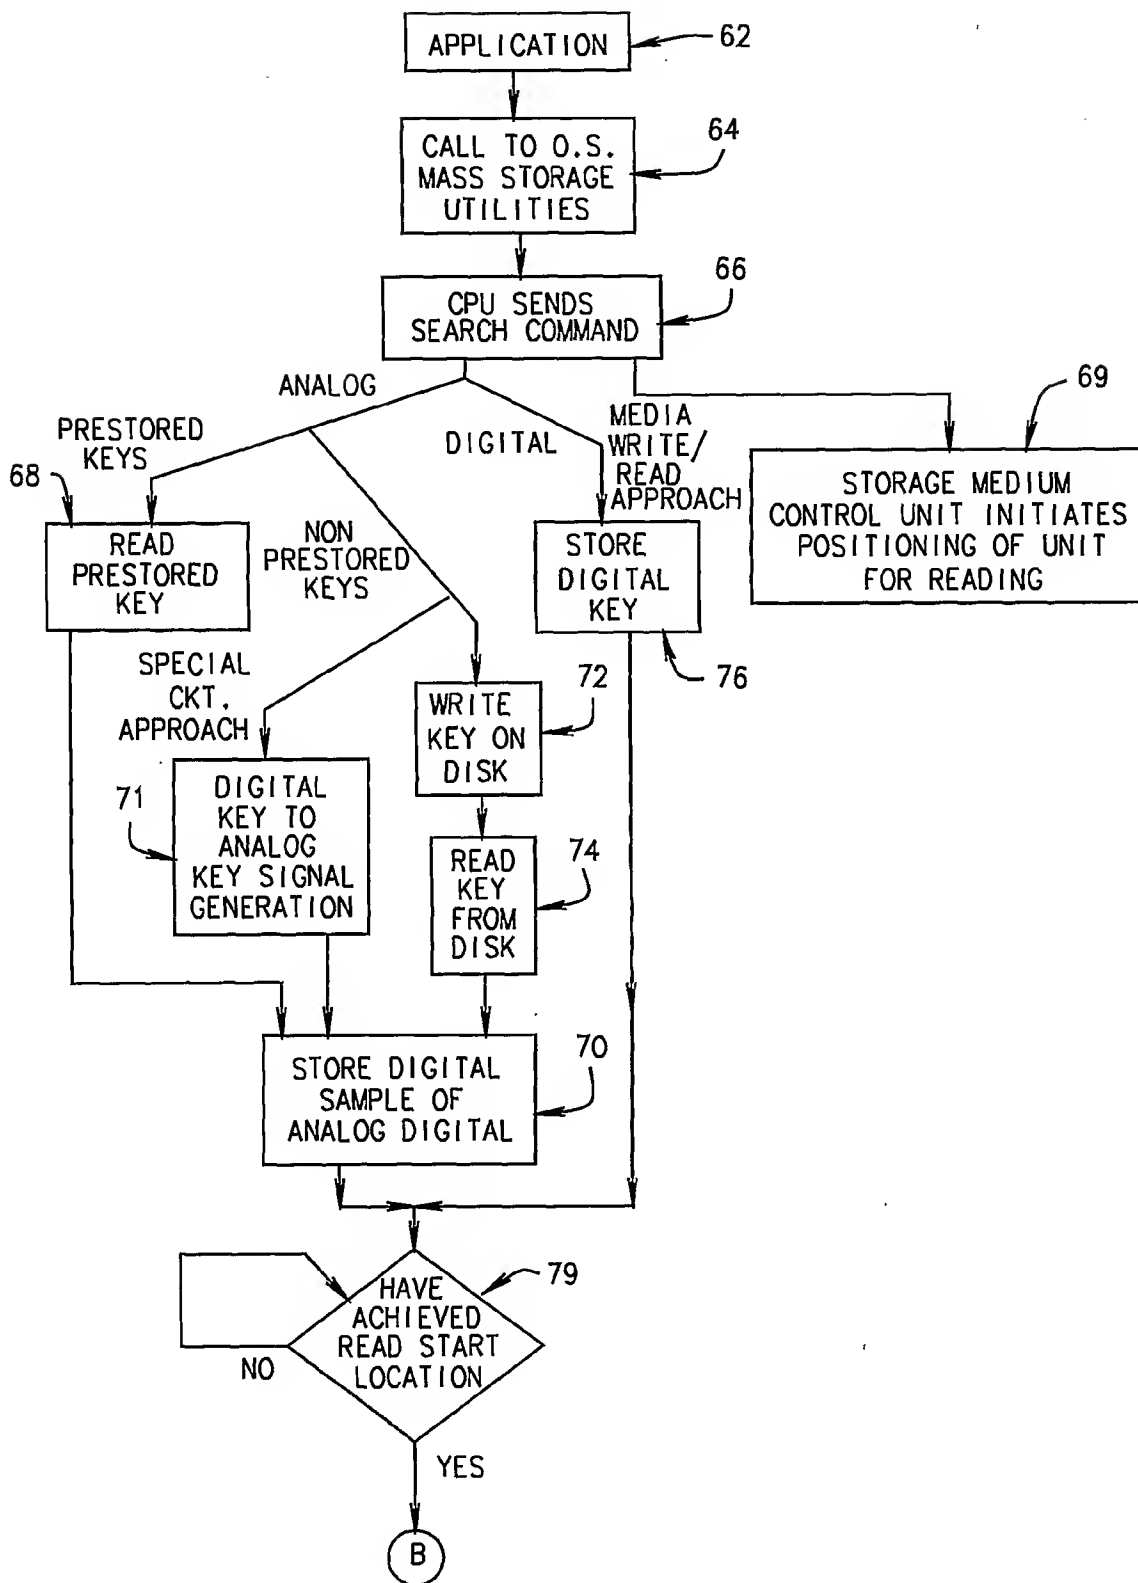 APPLICATION
62
CALL TO O.S.
MASS STORAGE
UTILITIES
64
CPU SENDS
SEARCH COMMAND
66
ANALOG
DIGITAL
MEDIA
WRITE/
READ
APPROACH
69
PRESTORED
KEYS
68
READ
PRESTORED
KEY
NON
PRESTORED
KEYS
STORE
DIGITAL
KEY
76
STORAGE MEDIUM
CONTROL UNIT INITIATES
POSITIONING OF UNIT
FOR READING
SPECIAL
CKT.
APPROACH
72
WRITE
KEY ON
DISK
71
DIGITAL
KEY TO
ANALOG
KEY SIGNAL
GENERATION
74
READ
KEY
FROM
DISK
70
STORE DIGITAL
SAMPLE OF
ANALOG DIGITAL
79
HAVE
ACHIEVED
READ START
LOCATION
NO
YES
B